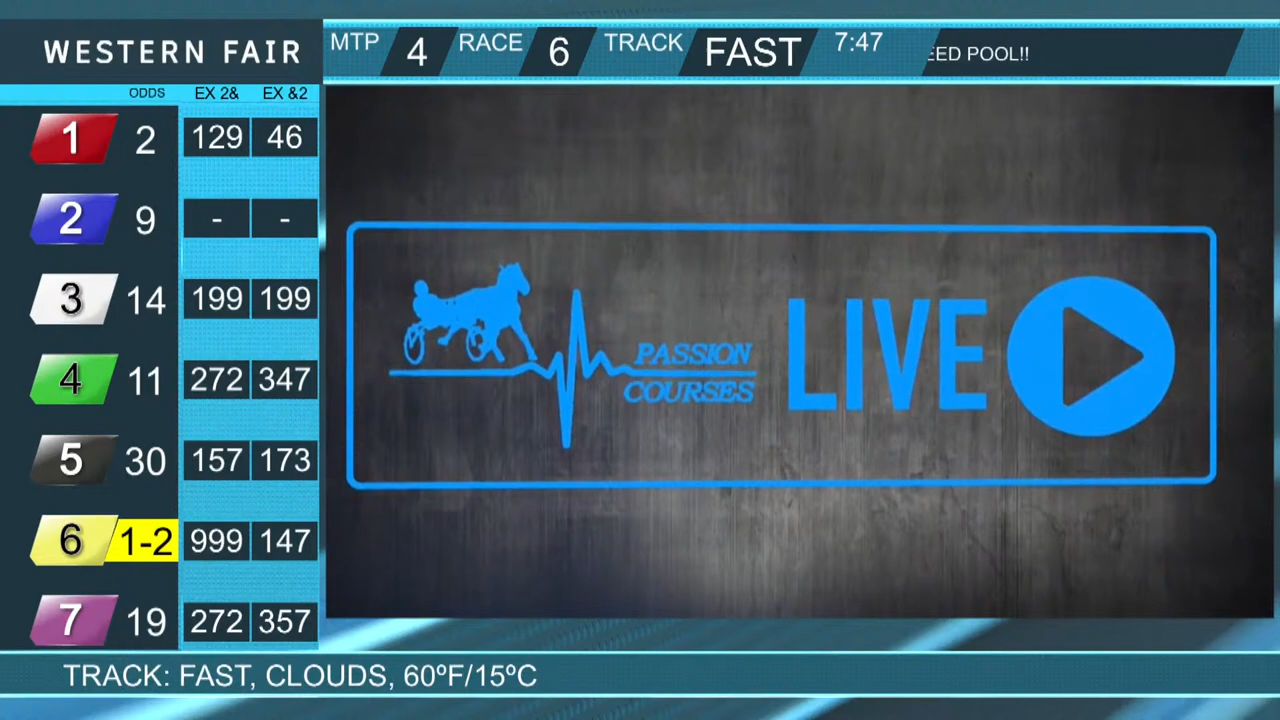 WESTERN FAIR
MTP 4 RACE 6 TRACK FAST 7:47 EED POOL!!
ODDS EX 2& EX &2
1 2 129 46
2 9 - -
3 14 199 199
4 11 272 347
5 30 157 173
6 1-2 999 147
7 19 272 357
PASSION
COURSES
LIVE
TRACK: FAST, CLOUDS, 60ºF/15ºC